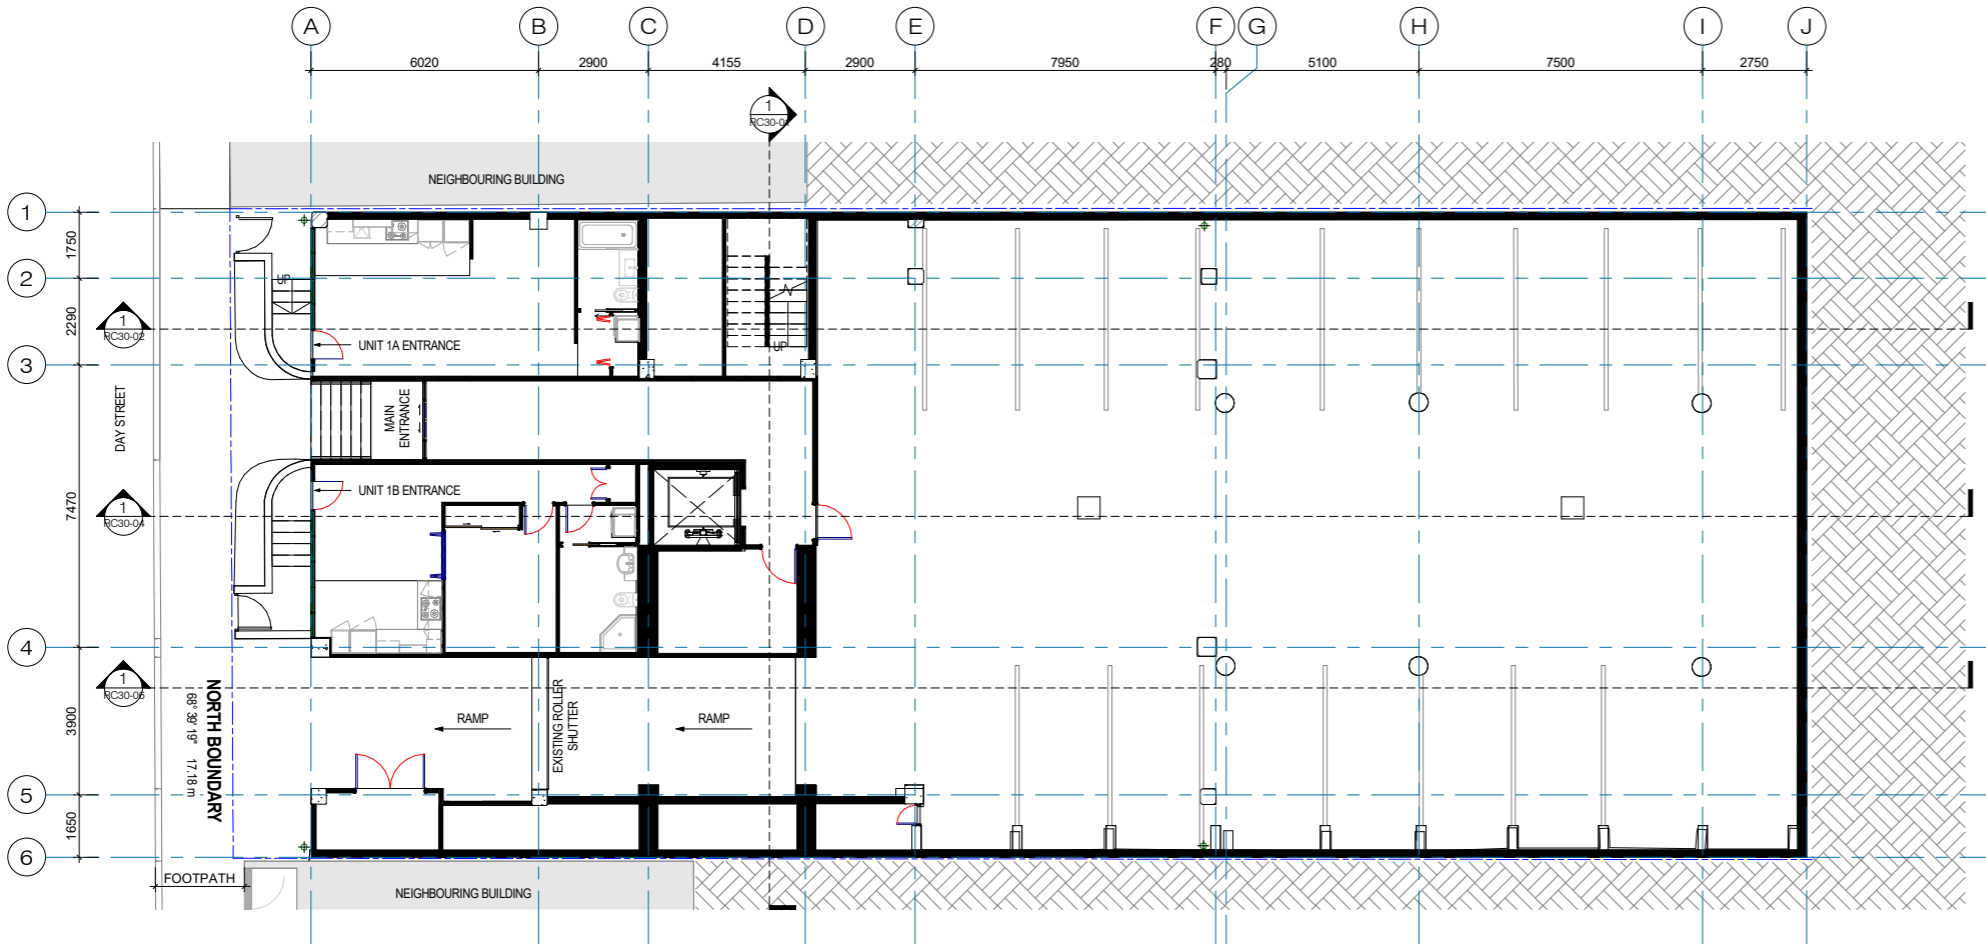 A B C D E F G H I J
6020 2900 4155 2900 7950 280 5100 7500 2750
1
RC30-01
NEIGHBOURING BUILDING
1
1750
UP
2
2290
1
RC30-02
UNIT 1A ENTRANCE
UP
3
DAY STREET
MAIN
ENTRANCE
UNIT 1B ENTRANCE
7470
1
RC30-04
4
1
RC30-06
3900
NORTH BOUNDARY
68° 39' 19" 17.18 m
RAMP
EXISTING ROLLER
SHUTTER
RAMP
5
1650
6
FOOTPATH
NEIGHBOURING BUILDING